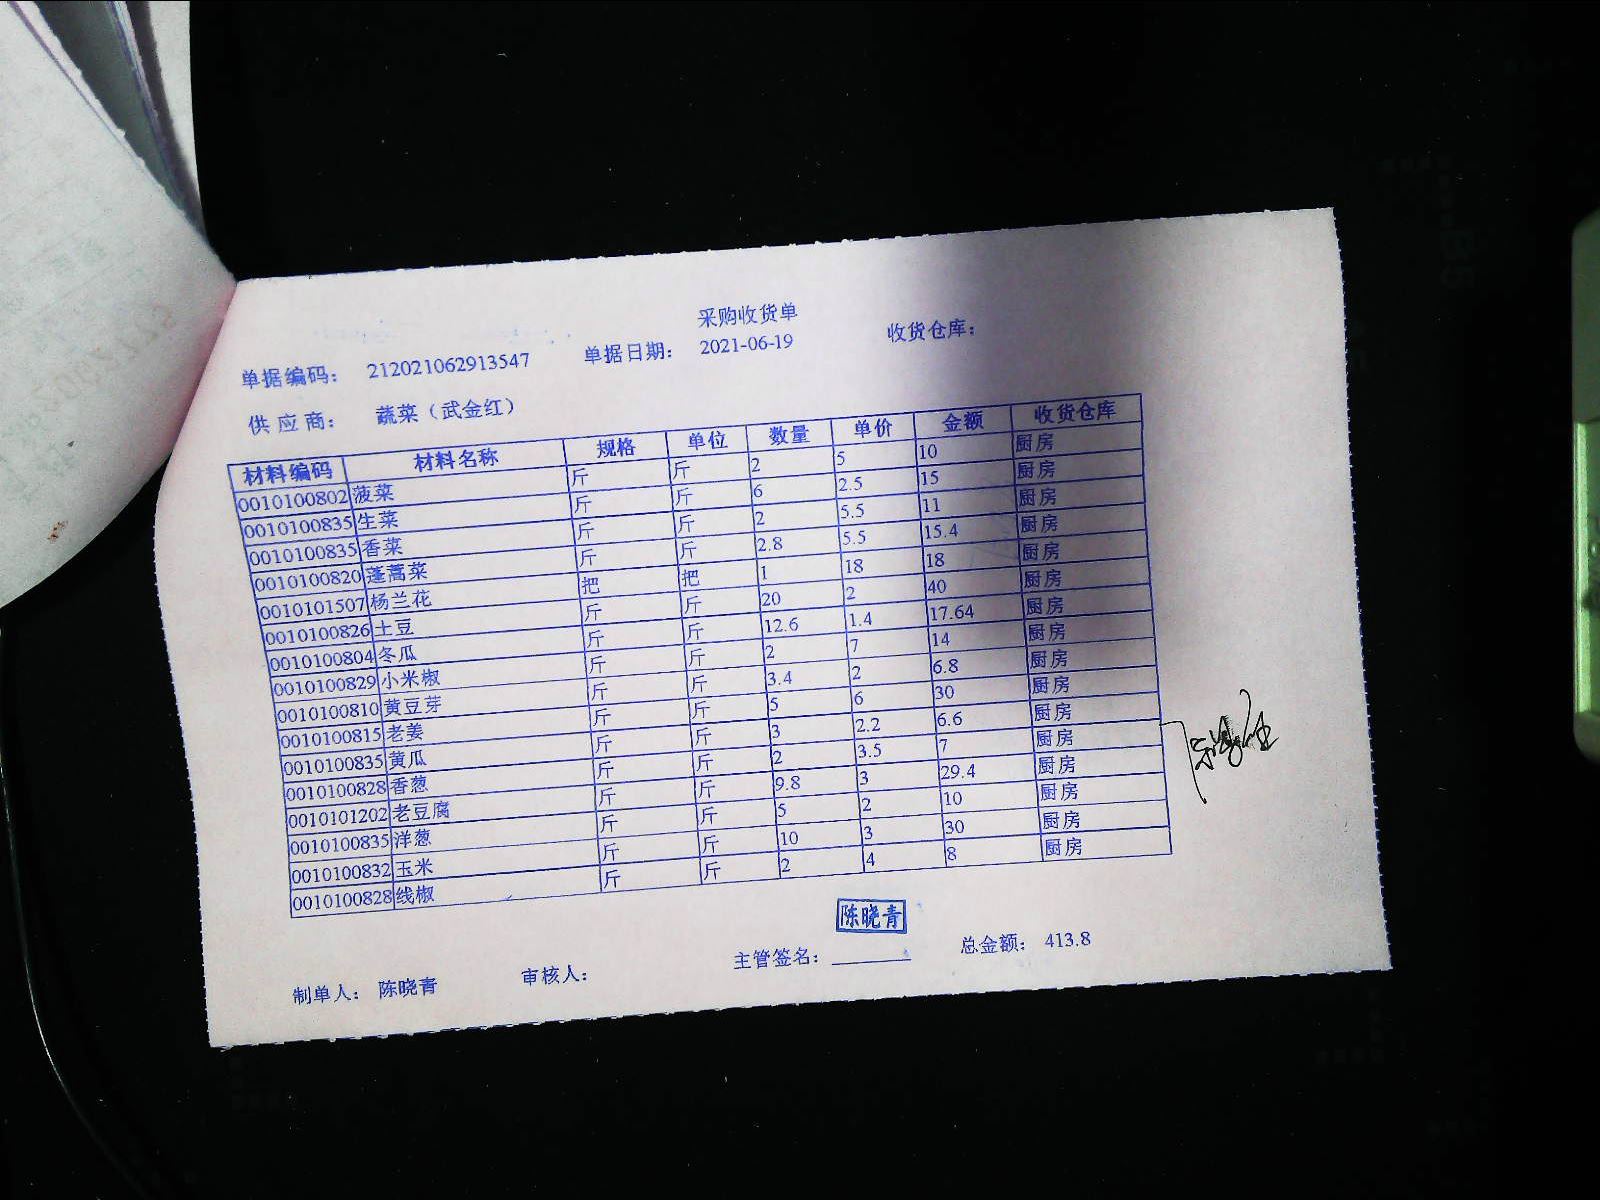 采购收货单
单据编码： 212021062913547 单据日期： 2021-06-19 收货仓库：
供应商： 蔬菜（武金红）
材料编码 材料名称 规格 单位 数量 单价 金额 收货仓库
0010100802 菠菜 斤 斤 2 5 10 厨房
0010100835 生菜 斤 斤 6 2.5 15 厨房
0010100835 香菜 斤 斤 2 5.5 11 厨房
0010100820 蓬蒿菜 斤 斤 2.8 5.5 15.4 厨房
0010101507 杨兰花 把 把 1 18 18 厨房
0010100826 土豆 斤 斤 20 2 40 厨房
0010100804 冬瓜 斤 斤 12.6 1.4 17.64 厨房
0010100829 小米椒 斤 斤 2 7 14 厨房
0010100810 黄豆芽 斤 斤 3.4 2 6.8 厨房
0010100815 老姜 斤 斤 5 6 30 厨房
0010100835 黄瓜 斤 斤 3 2.2 6.6 厨房
0010100828 香葱 斤 斤 2 3.5 7 厨房
0010101202 老豆腐 斤 斤 9.8 3 29.4 厨房
0010100835 洋葱 斤 斤 5 2 10 厨房
0010100832 玉米 斤 斤 10 3 30 厨房
0010100828 线椒 斤 斤 2 4 8 厨房
陈晓青
制单人： 陈晓青 审核人： 主管签名： 总金额： 413.8